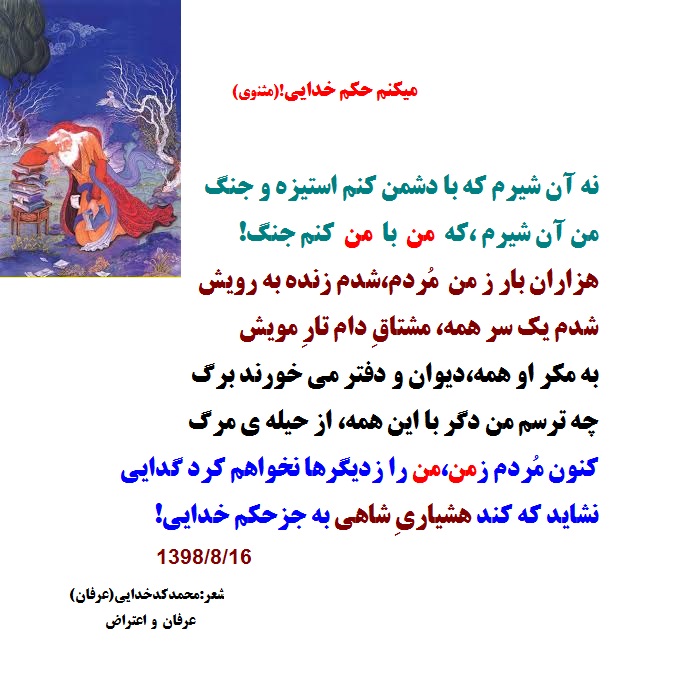 میکنم حکم خدایی!(مثنوی)
نه آن شیرم که با دشمن کنم استیزه و جنگ
من آن شیرم ،که من با من کنم جنگ!
هزاران بار ز من مُردم،شدم زنده به رویش
شدم یک سر همه، مشتاقِ دام تارِ مویش
به مکر او همه،دیوان و دفتر می خورند برگ
چه ترسم من دگر با این همه، از حیله ی مرگ
کنون مُردم زمن،من را زدیگرها نخواهم کرد گدایی
نشاید که کند هشیاریِ شاهی به جزحکم خدایی!
1398/8/16
شعر:محمدکدخدایی(عرفان)
عرفان و اعتراض